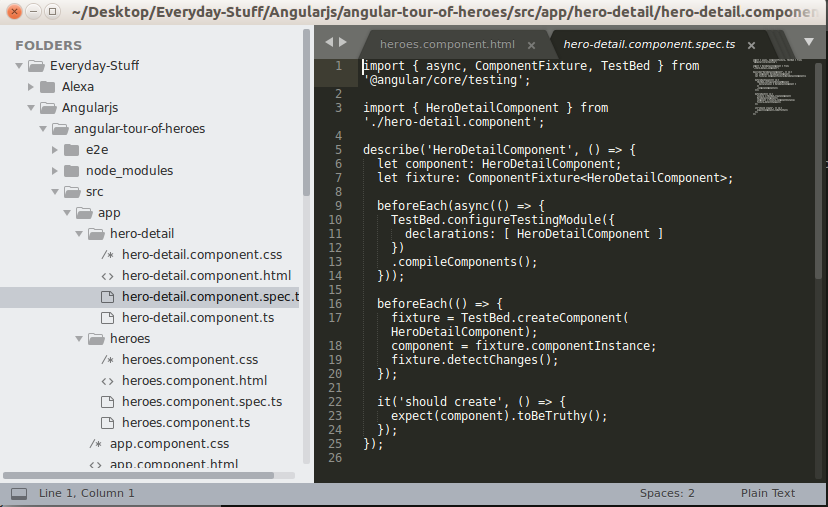 ~/Desktop/Everyday-Stuff/Angularjs/angular-tour-of-heroes/src/app/hero-detail/hero-detail.componen
FOLDERS
Everyday-Stuff
Alexa
Angularjs
angular-tour-of-heroes
e2e
node_modules
src
app
hero-detail
/* hero-detail.component.css
<> hero-detail.component.html
hero-detail.component.spec.t
hero-detail.component.ts
heroes
/* heroes.component.css
<> heroes.component.html
heroes.component.spec.ts
heroes.component.ts
/* app.component.css
<> app.component.html
heroes.component.html ×
hero-detail.component.spec.ts ×
1 import { async, ComponentFixture, TestBed } from
'@angular/core/testing';
2
3 import { HeroDetailComponent } from
'./hero-detail.component';
4
5 describe('HeroDetailComponent', () => {
6 let component: HeroDetailComponent;
7 let fixture: ComponentFixture<HeroDetailComponent>;
8
9 beforeEach(async(() => {
10 TestBed.configureTestingModule({
11 declarations: [ HeroDetailComponent ]
12 })
13 .compileComponents();
14 }));
15
16 beforeEach(() => {
17 fixture = TestBed.createComponent(
HeroDetailComponent);
18 component = fixture.componentInstance;
19 fixture.detectChanges();
20 });
21
22 it('should create', () => {
23 expect(component).toBeTruthy();
24 });
25 });
26
Line 1, Column 1
Spaces: 2
Plain Text